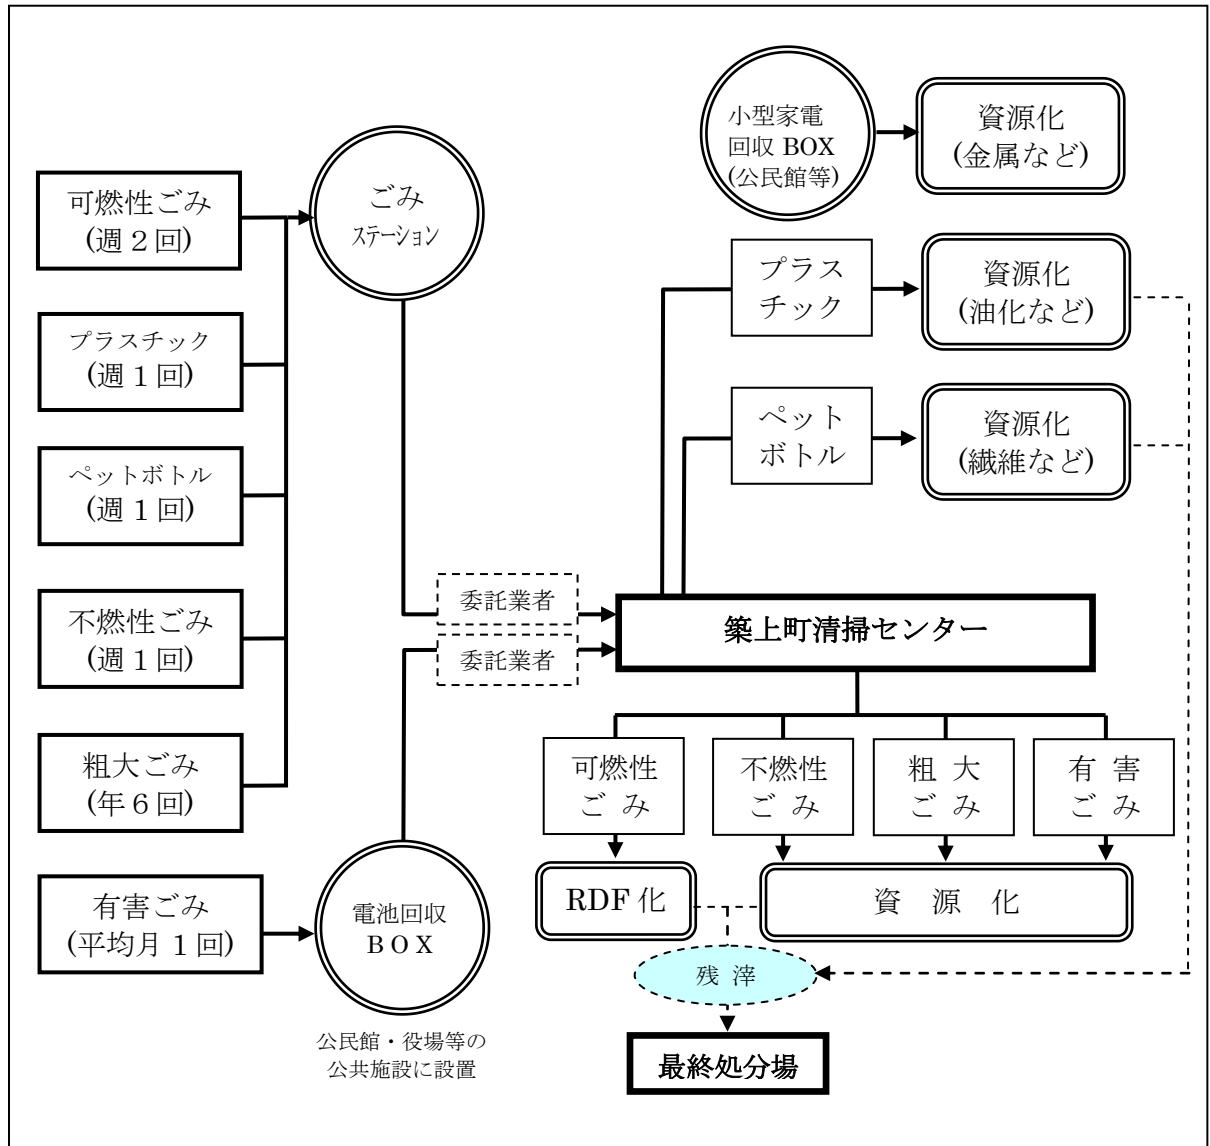 可燃性ごみ
(週２回)
プラスチック
(週１回)
ペットボトル
(週１回)
不燃性ごみ
(週１回)
粗大ごみ
(年６回)
有害ごみ
(平均月１回)
ごみ
ステーション
電池回収
ＢＯＸ
公民館・役場等の
公共施設に設置
委託業者
委託業者
小型家電
回収 BOX
(公民館等)
資源化
(金属など)
プラス
チック
資源化
(油化など)
ペット
ボトル
資源化
(繊維など)
築上町清掃センター
可燃性
ご み
不燃性
ご み
粗 大
ご み
有 害
ご み
RDF 化
資 源 化
残 滓
最終処分場